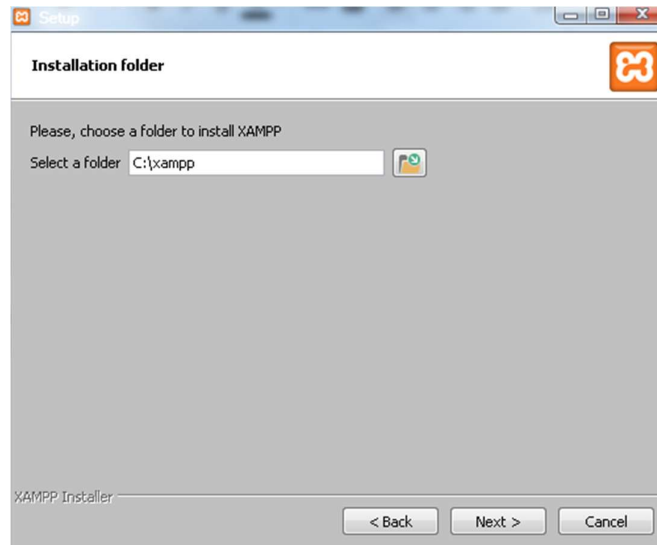 Setup
Installation folder
Please, choose a folder to install XAMPP
Select a folder C:\xampp
XAMPP Installer
< Back Next > Cancel